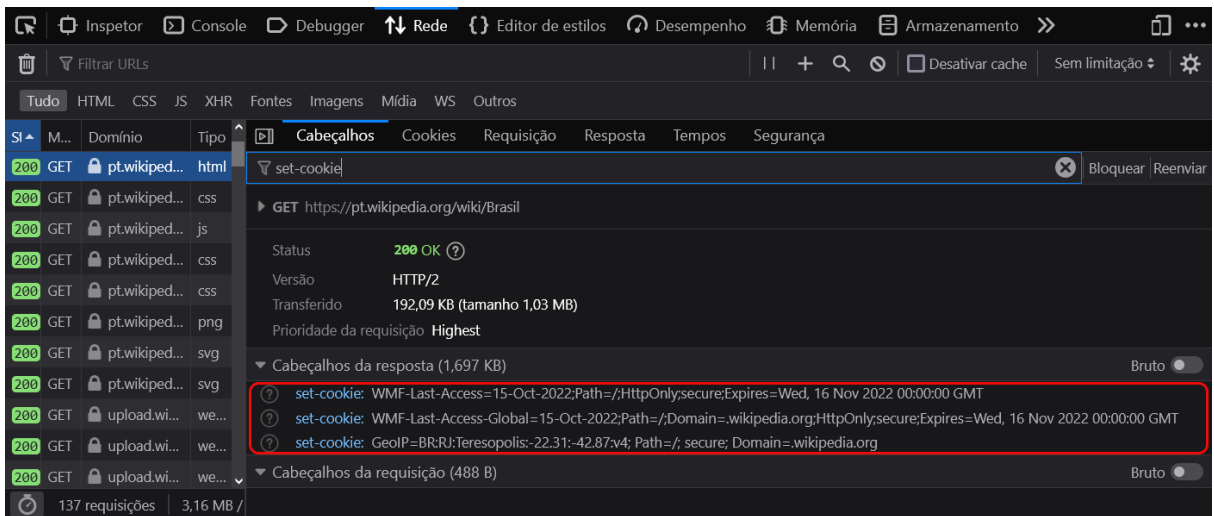 Inspetor Console Debugger Rede Editor de estilos Desempenho Memória Armazenamento
Filtrar URLs Desativar cache Sem limitação
Tudo HTML CSS JS XHR Fontes Imagens Mídia WS Outros
St M... Domínio Tipo Cabeçalhos Cookies Requisição Resposta Tempos Segurança
200 GET pt.wikiped... html set-cookie Bloquear Reenviar
200 GET pt.wikiped... css GET https://pt.wikipedia.org/wiki/Brasil
200 GET pt.wikiped... js
200 GET pt.wikiped... css Status 200 OK
200 GET pt.wikiped... css Versão HTTP/2
200 GET pt.wikiped... png Transferido 192,09 KB (tamanho 1,03 MB)
Prioridade da requisição Highest
200 GET pt.wikiped... svg Cabeçalhos da resposta (1,697 KB) Bruto
200 GET pt.wikiped... svg set-cookie: WMF-Last-Access=15-Oct-2022;Path=/;HttpOnly;secure;Expires=Wed, 16 Nov 2022 00:00:00 GMT
200 GET upload.wi... we... set-cookie: WMF-Last-Access-Global=15-Oct-2022;Path=/;Domain=.wikipedia.org;HttpOnly;secure;Expires=Wed, 16 Nov 2022 00:00:00 GMT
200 GET upload.wi... we... set-cookie: GeoIP=BR:RJ:Teresopolis:-22.31:-42.87:v4; Path=/; secure; Domain=.wikipedia.org
200 GET upload.wi... we... Cabeçalhos da requisição (488 B) Bruto
137 requisições 3,16 MB /